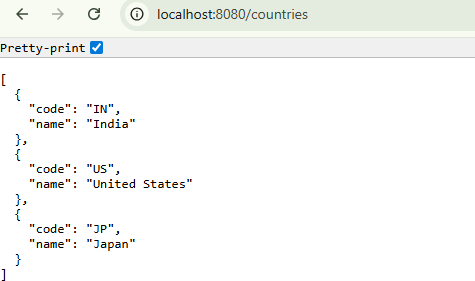 localhost:8080/countries
Pretty-print
[
  {
    "code": "IN",
    "name": "India"
  },
  {
    "code": "US",
    "name": "United States"
  },
  {
    "code": "JP",
    "name": "Japan"
  }
]